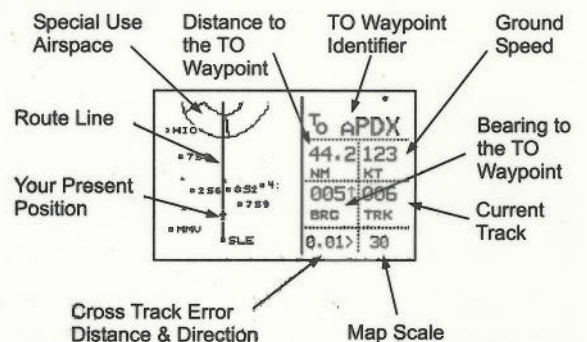 Special Use
Airspace
Distance to
the TO
Waypoint
TO Waypoint
Identifier
Ground
Speed
Route Line
Your Present
Position
Bearing to
the TO
Waypoint
Current
Track
To APDX
44.2 123
NM KT
005↑ 006
BRG TRK
0.01> 30
256
7S9
MMV
SLE
Cross Track Error
Distance & Direction
Map Scale